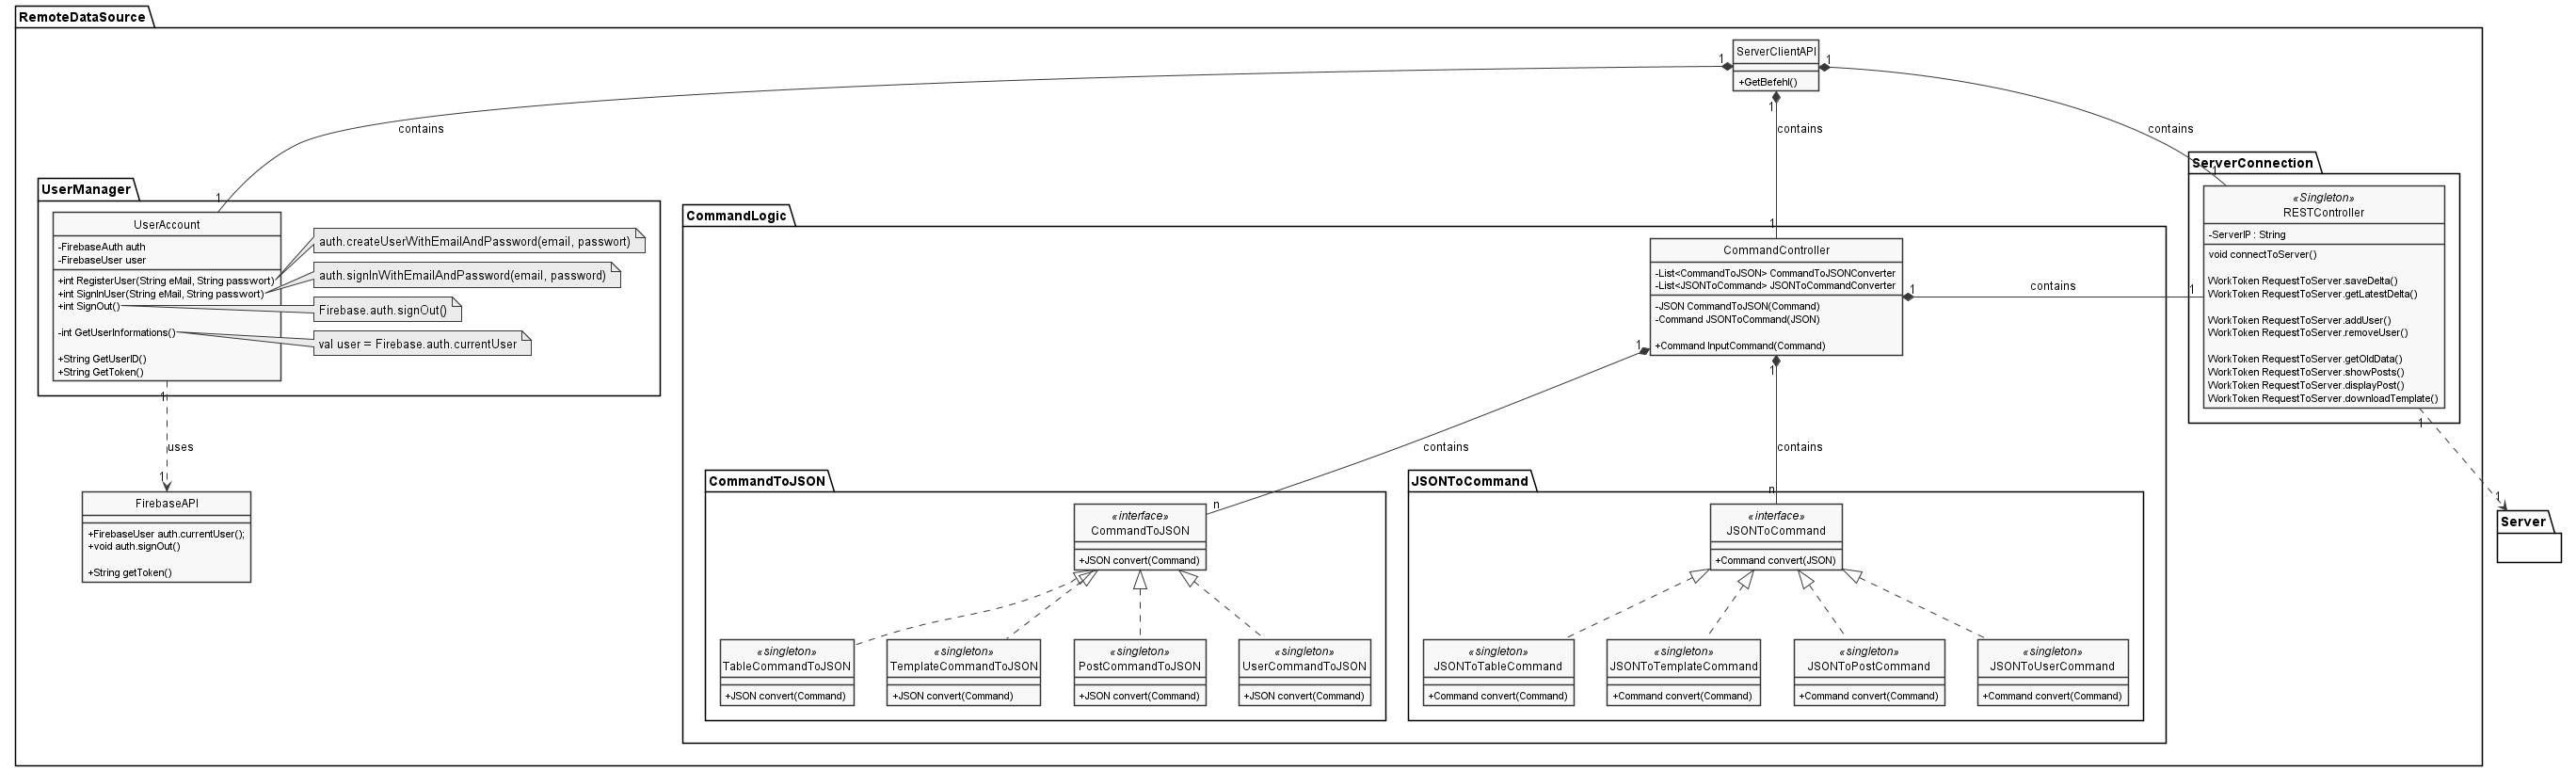 RemoteDataSource
ServerClientAPI
+GetBefehl()
1
1
1
contains
contains
contains
1
1
1
UserManager
UserAccount
-FirebaseAuth auth
-FirebaseUser user
+int RegisterUser(String eMail, String passwort)
+int SignInUser(String eMail, String passwort)
+int SignOut()
-int GetUserInformations()
+String GetUserID()
+String GetToken()
auth.createUserWithEmailAndPassword(email, passwort)
auth.signInWithEmailAndPassword(email, password)
Firebase.auth.signOut()
val user = Firebase.auth.currentUser
1
uses
1
FirebaseAPI
+FirebaseUser auth.currentUser();
+void auth.signOut()
+String getToken()
CommandLogic
CommandController
-List<CommandToJSON> CommandToJSONConverter
-List<JSONToCommand> JSONToCommandConverter
-JSON CommandToJSON(Command)
-Command JSONToCommand(JSON)
+Command InputCommand(Command)
1
contains
1
ServerConnection
«Singleton»
RESTController
-ServerIP : String
void connectToServer()
WorkToken RequestToServer.saveDelta()
WorkToken RequestToServer.getLatestDelta()
WorkToken RequestToServer.addUser()
WorkToken RequestToServer.removeUser()
WorkToken RequestToServer.getOldData()
WorkToken RequestToServer.showPosts()
WorkToken RequestToServer.displayPost()
WorkToken RequestToServer.downloadTemplate()
1
1
Server
1
contains
n
1
contains
n
CommandToJSON
«interface»
CommandToJSON
+JSON convert(Command)
«singleton»
TableCommandToJSON
+JSON convert(Command)
«singleton»
TemplateCommandToJSON
+JSON convert(Command)
«singleton»
PostCommandToJSON
+JSON convert(Command)
«singleton»
UserCommandToJSON
+JSON convert(Command)
JSONToCommand
«interface»
JSONToCommand
+Command convert(JSON)
«singleton»
JSONToTableCommand
+Command convert(Command)
«singleton»
JSONToTemplateCommand
+Command convert(Command)
«singleton»
JSONToPostCommand
+Command convert(Command)
«singleton»
JSONToUserCommand
+Command convert(Command)